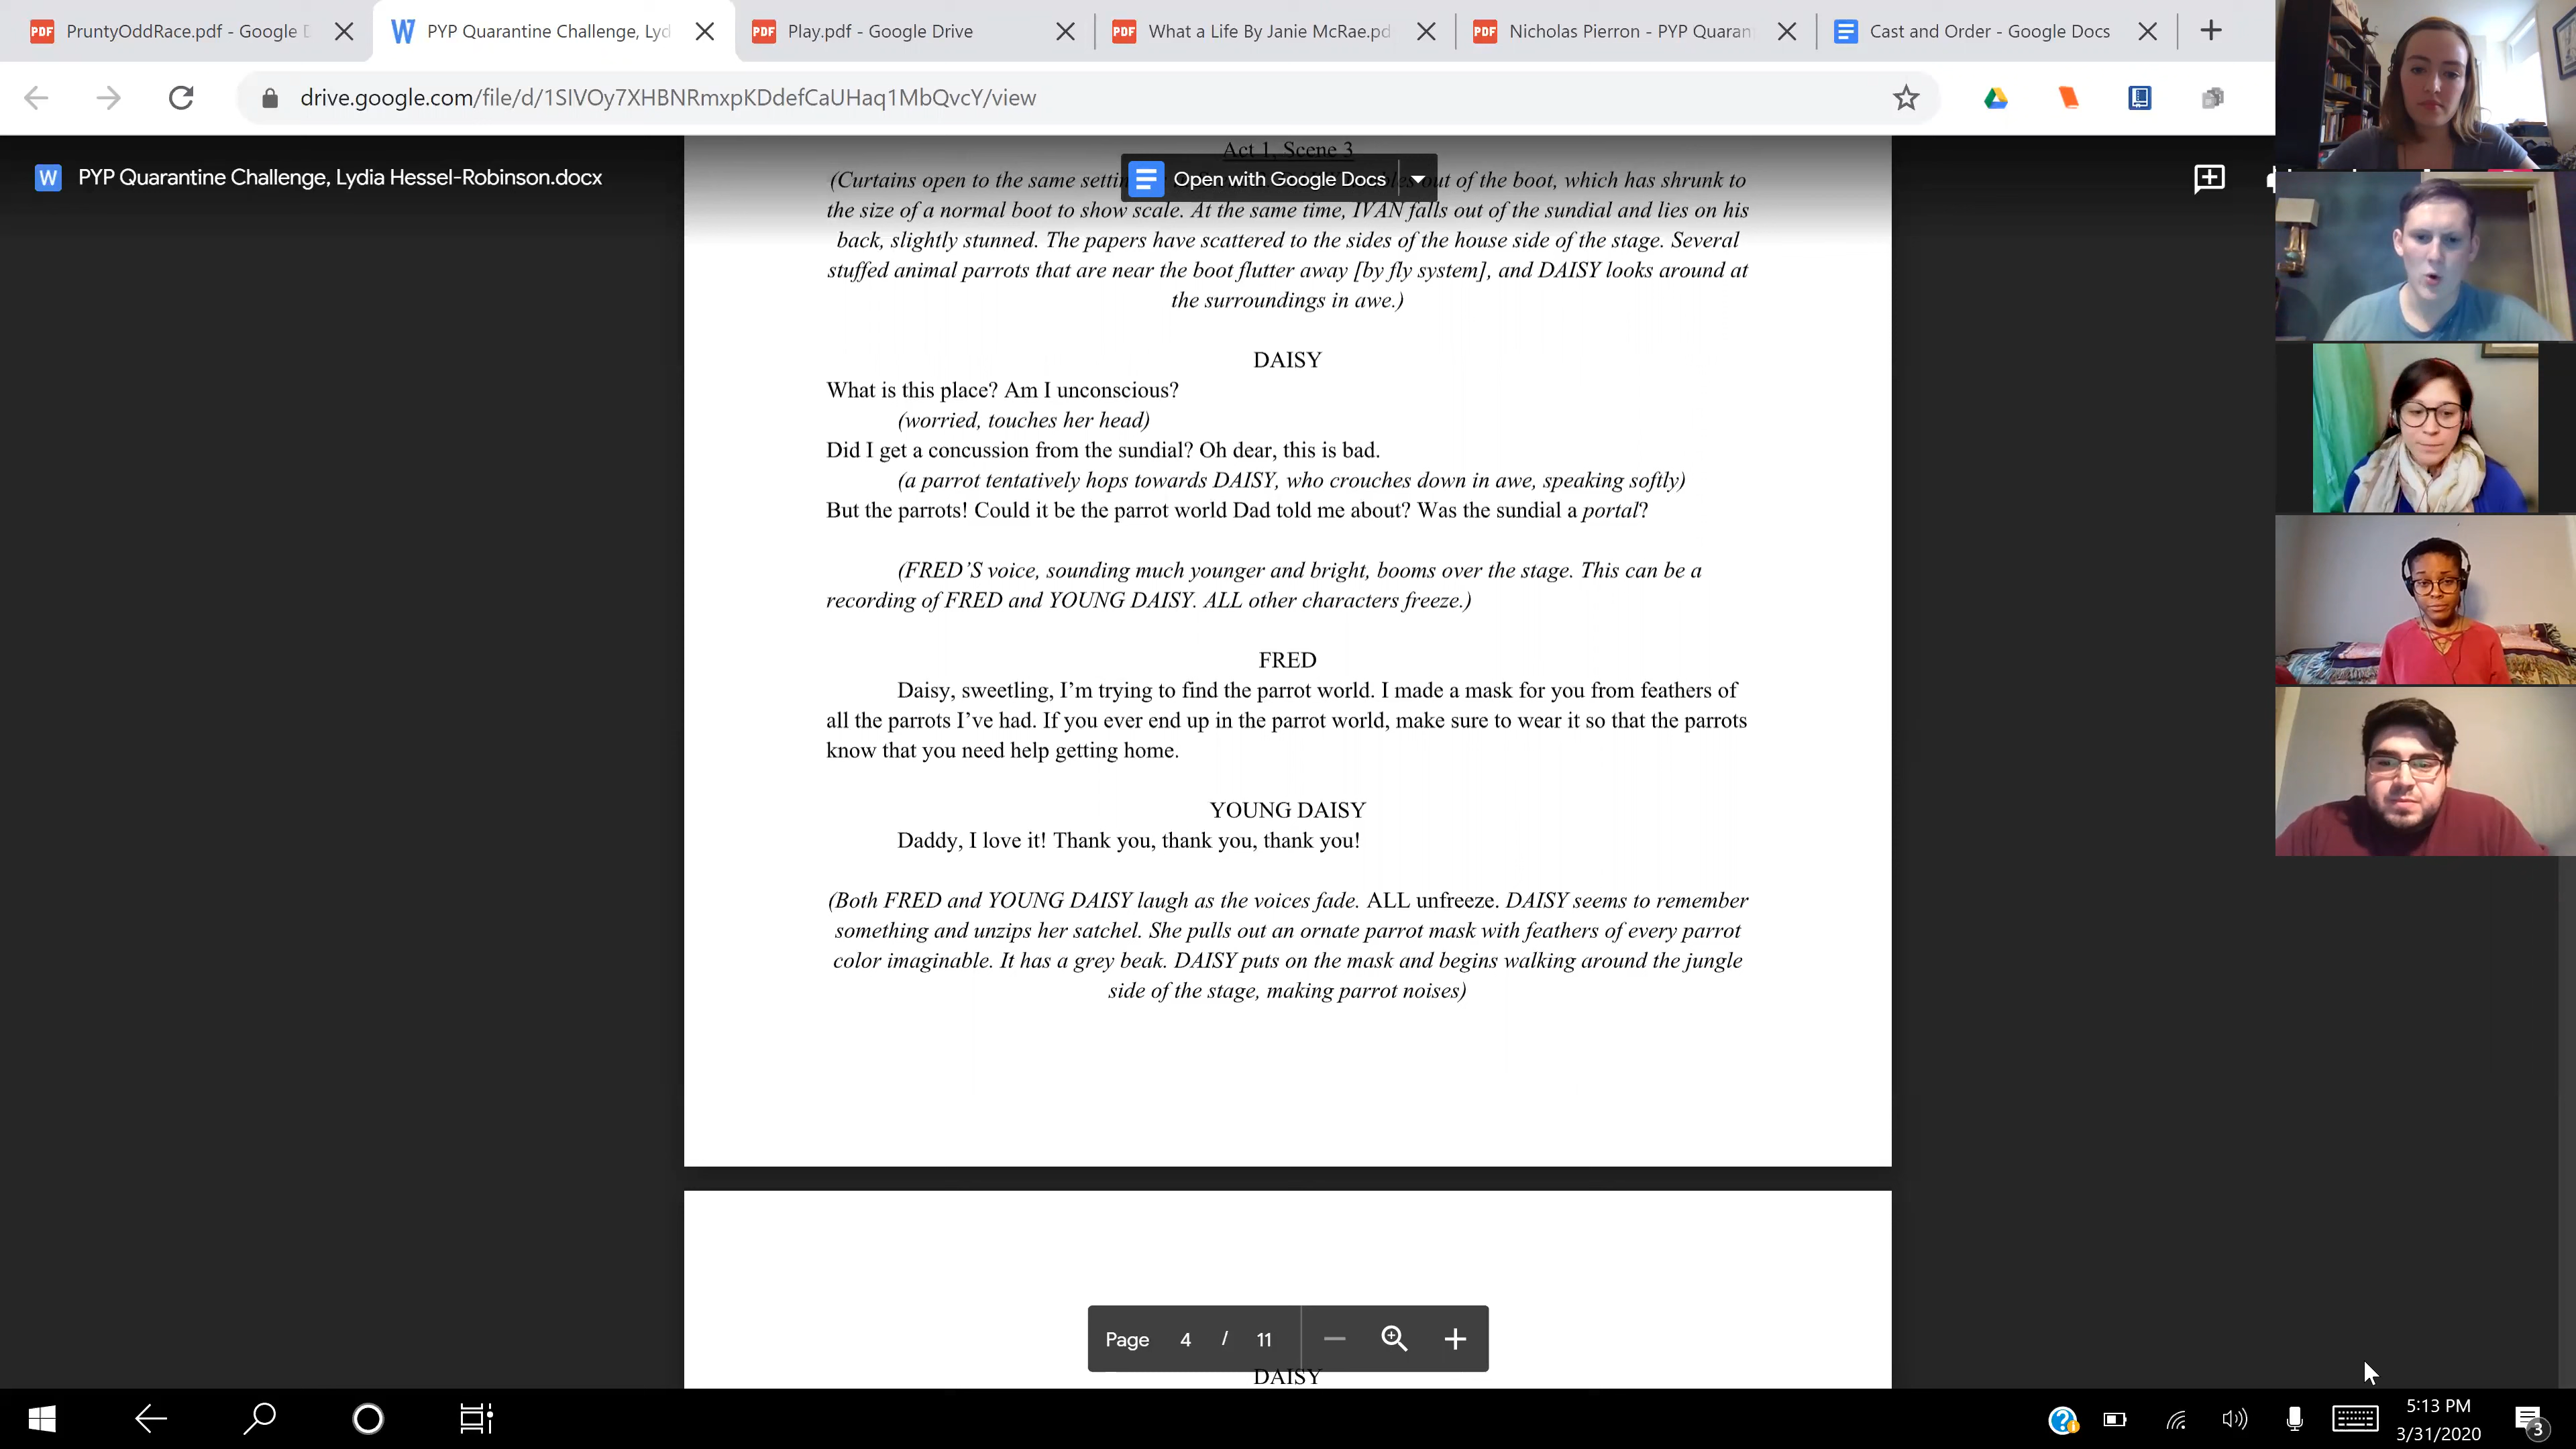 PruntyOddRace.pdf - Google D
PYP Quarantine Challenge, Lyd
Play.pdf - Google Drive
What a Life By Janie McRae.pd
Nicholas Pierron - PYP Quaran
Cast and Order - Google Docs
drive.google.com/file/d/1SIVOy7XHBNRmxpKDdefCaUHaq1MbQvcY/view
PYP Quarantine Challenge, Lydia Hessel-Robinson.docx
Open with Google Docs
Act 1, Scene 3
(Curtains open to the same out of the boot, which has shrunk to
the size of a normal boot to show scale. At the same time, IVAN falls out of the sundial and lies on his
back, slightly stunned. The papers have scattered to the sides of the house side of the stage. Several
stuffed animal parrots that are near the boot flutter away [by fly system], and DAISY looks around at
the surroundings in awe.)
DAISY
What is this place? Am I unconscious?
(worried, touches her head)
Did I get a concussion from the sundial? Oh dear, this is bad.
(a parrot tentatively hops towards DAISY, who crouches down in awe, speaking softly)
But the parrots! Could it be the parrot world Dad told me about? Was the sundial a portal?
(FRED'S voice, sounding much younger and bright, booms over the stage. This can be a
recording of FRED and YOUNG DAISY. ALL other characters freeze.)
FRED
Daisy, sweetling, I'm trying to find the parrot world. I made a mask for you from feathers of
all the parrots I've had. If you ever end up in the parrot world, make sure to wear it so that the parrots
know that you need help getting home.
YOUNG DAISY
Daddy, I love it! Thank you, thank you, thank you!
(Both FRED and YOUNG DAISY laugh as the voices fade. ALL unfreeze. DAISY seems to remember
something and unzips her satchel. She pulls out an ornate parrot mask with feathers of every parrot
color imaginable. It has a grey beak. DAISY puts on the mask and begins walking around the jungle
side of the stage, making parrot noises)
Page 4 / 11
DAISY
5:13 PM
3/31/2020
3